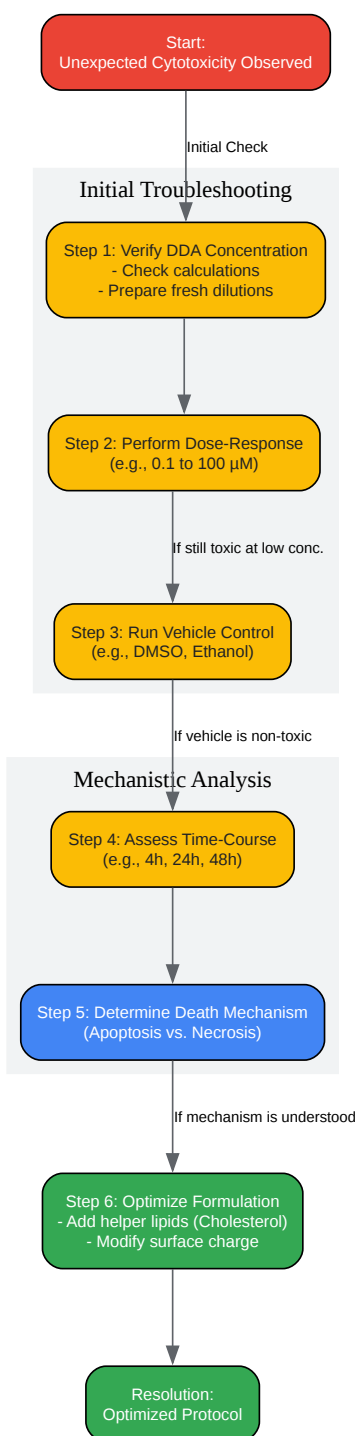 Start:
Unexpected Cytotoxicity Observed
Initial Check
Initial Troubleshooting
Step 1: Verify DDA Concentration
- Check calculations
- Prepare fresh dilutions
Step 2: Perform Dose-Response
(e.g., 0.1 to 100 µM)
If still toxic at low conc.
Step 3: Run Vehicle Control
(e.g., DMSO, Ethanol)
If vehicle is non-toxic
Mechanistic Analysis
Step 4: Assess Time-Course
(e.g., 4h, 24h, 48h)
Step 5: Determine Death Mechanism
(Apoptosis vs. Necrosis)
If mechanism is understood
Step 6: Optimize Formulation
- Add helper lipids (Cholesterol)
- Modify surface charge
Resolution:
Optimized Protocol